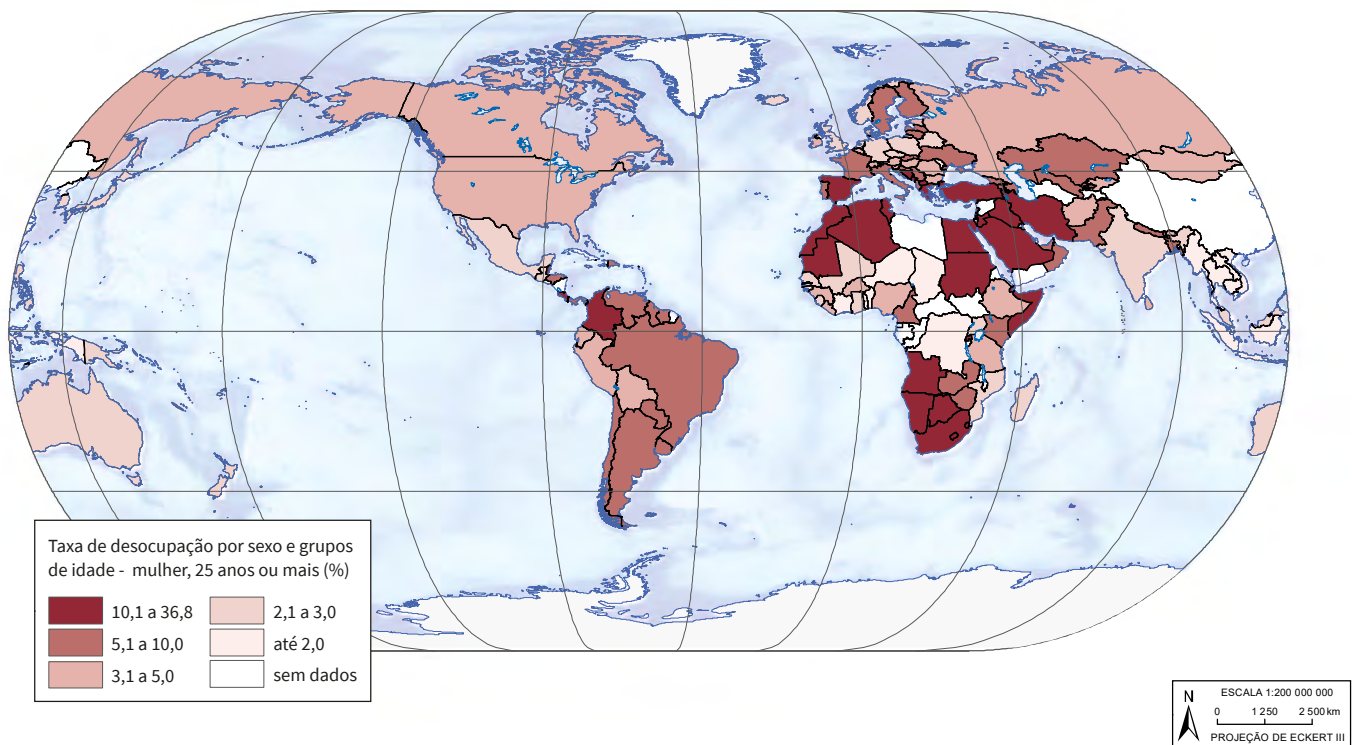 Taxa de desocupação por sexo e grupos
de idade - mulher, 25 anos ou mais (%)
10,1 a 36,8
5,1 a 10,0
3,1 a 5,0
2,1 a 3,0
até 2,0
sem dados
N
ESCALA 1:200 000 000
0 1 250 2 500 km
PROJEÇÃO DE ECKERT III